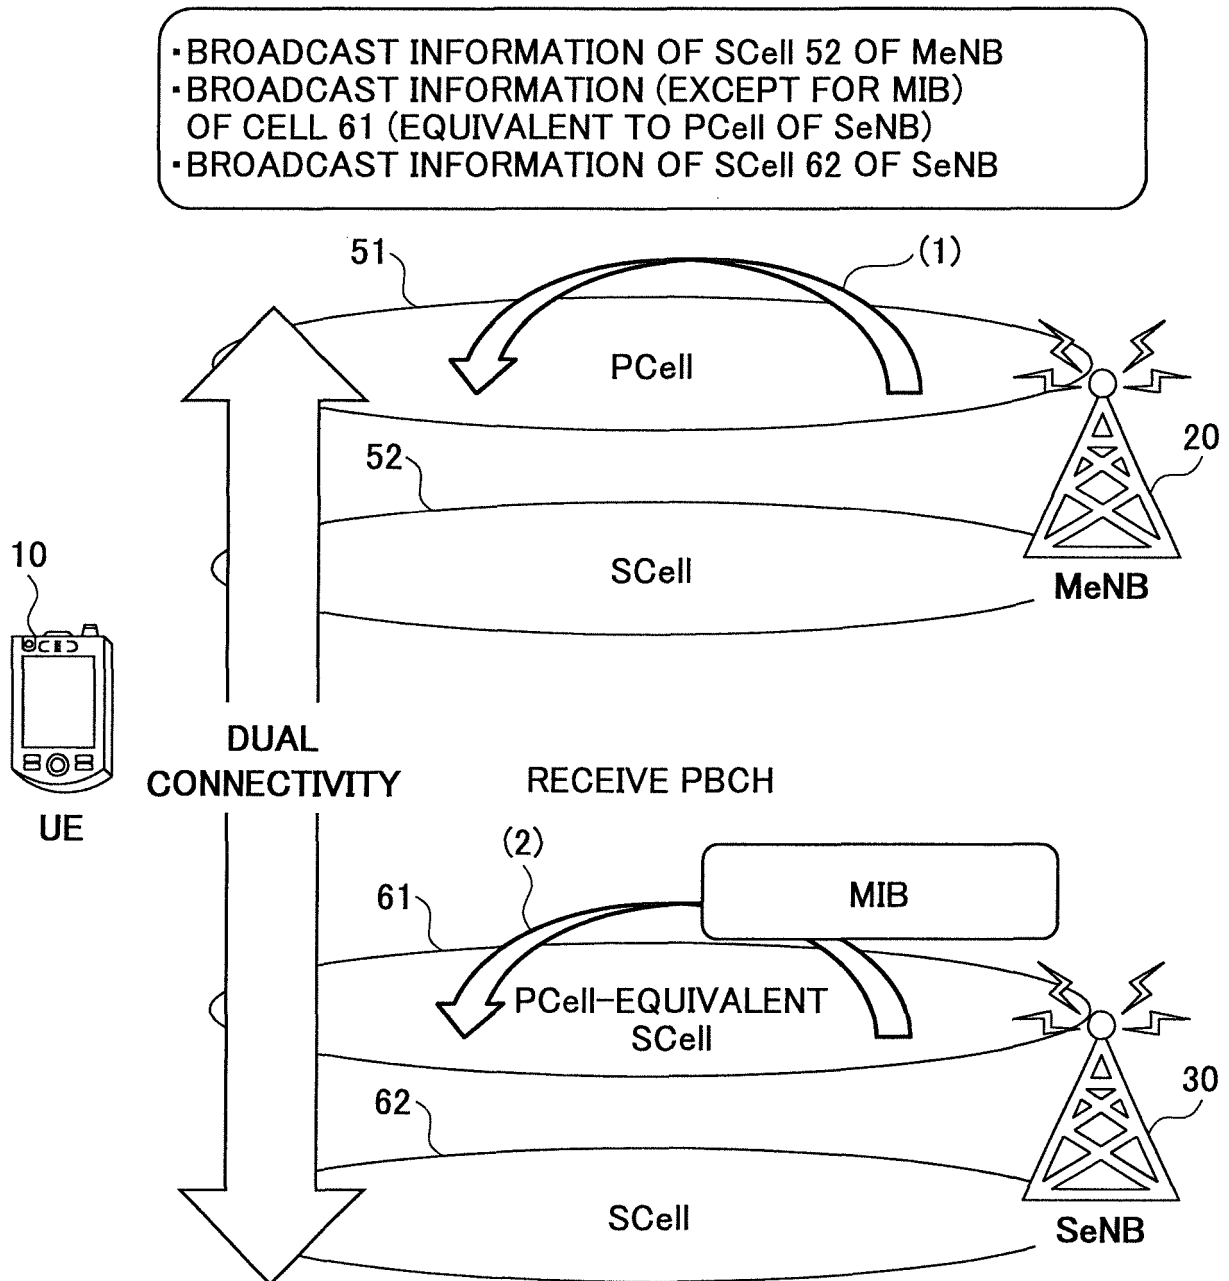 ・BROADCAST INFORMATION OF SCell 52 OF MeNB
・BROADCAST INFORMATION (EXCEPT FOR MIB)
OF CELL 61 (EQUIVALENT TO PCell OF SeNB)
・BROADCAST INFORMATION OF SCell 62 OF SeNB
51
(1)
PCell
20
52
SCell
MeNB
10
UE
DUAL
CONNECTIVITY
RECEIVE PBCH
(2)
MIB
61
PCell-EQUIVALENT
SCell
62
30
SCell
SeNB